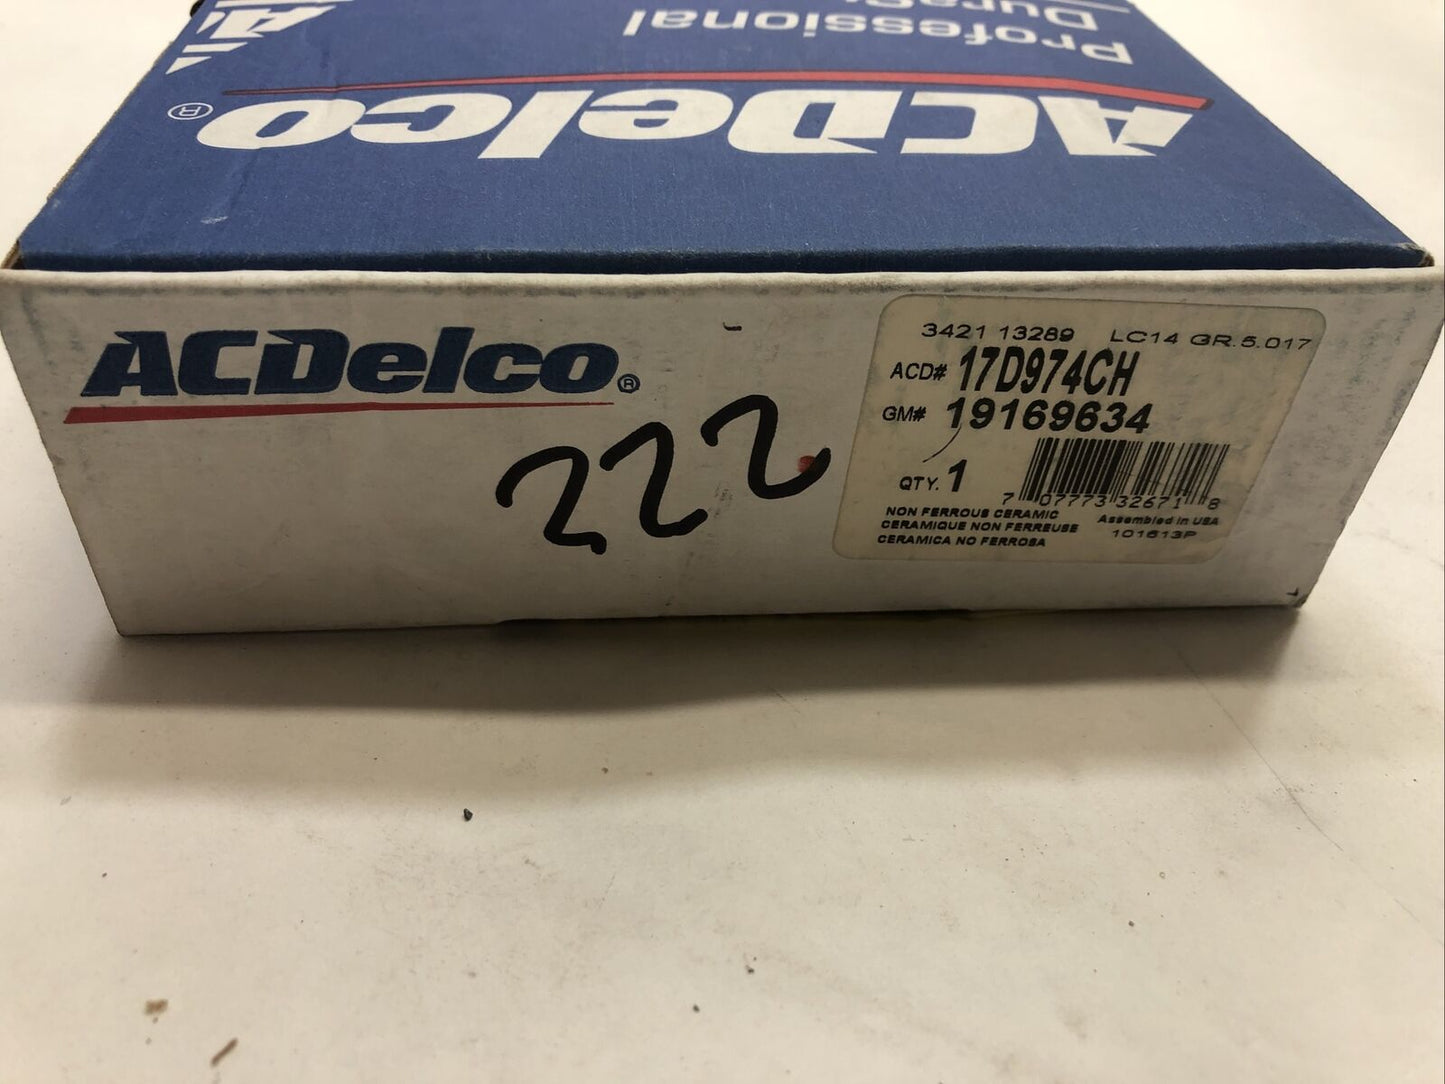 Professional
DuraS
ACDelco®
ACDelco®
222
3421 13289 LC14 GR.5.017
ACD# 17D974CH
GM# 19169634
QTY. 1
7 07773 32671 8
NON FERROUS CERAMIC
CERAMIQUE NON FERREUSE
CERAMICA NO FERROSA
Assembled in USA
101613P